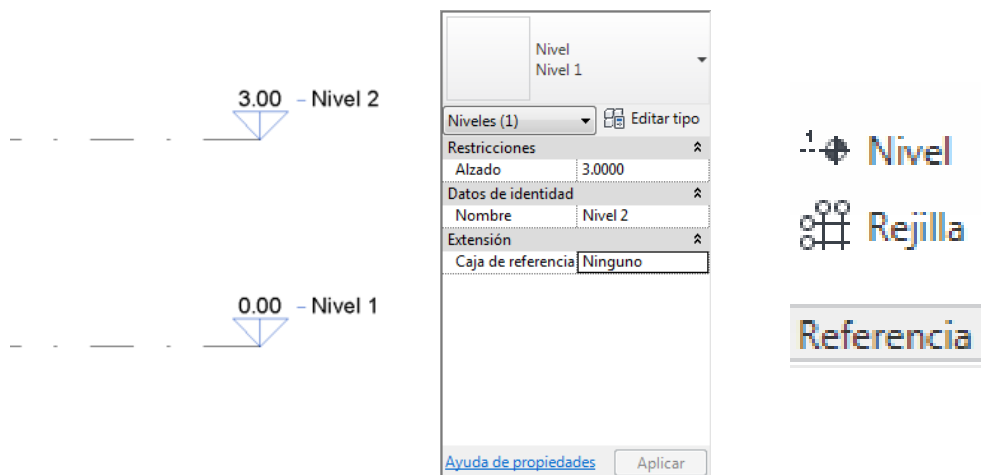 3.00 – Nivel 2
0.00 – Nivel 1
Nivel
Nivel 1
Niveles (1)
Editar tipo
Restricciones
Alzado 3.0000
Datos de identidad
Nombre Nivel 2
Extensión
Caja de referencia Ninguno
Ayuda de propiedades
Aplicar
1 Nivel
Rejilla
Referencia